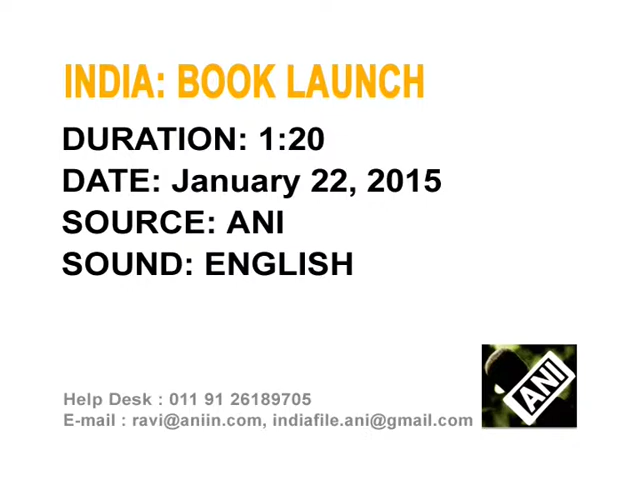 INDIA: BOOK LAUNCH
DURATION: 1:20
DATE: January 22, 2015
SOURCE: ANI
SOUND: ENGLISH
Help Desk : 011 91 26189705
E-mail : ravi@aniin.com, indiafile.ani@gmail.com
ANI